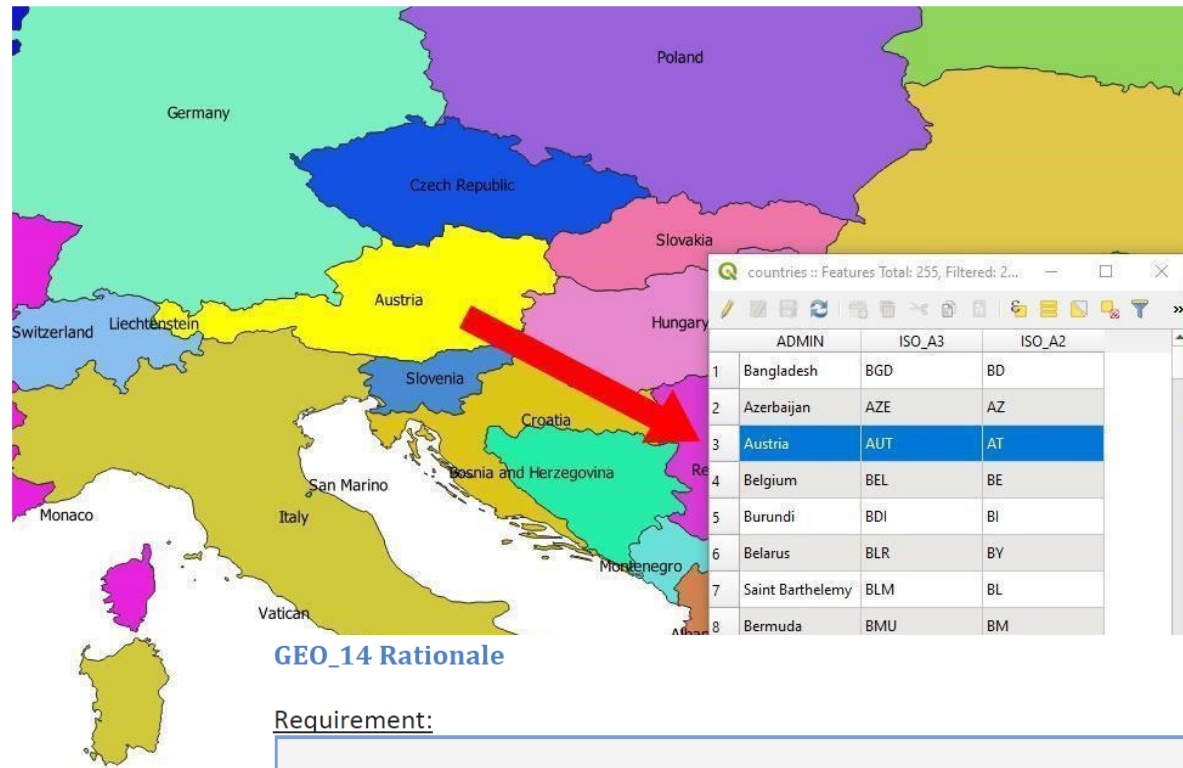 Poland
Germany
Czech Republic
Slovakia
Austria
Switzerland
Liechtenstein
Hungary
Slovenia
Croatia
Bosnia and Herzegovina
San Marino
Monaco
Italy
Montenegro
Vatican
countries :: Features Total: 255, Filtered: 2...
»
ADMIN ISO_A3 ISO_A2
1 Bangladesh BGD BD
2 Azerbaijan AZE AZ
3 Austria AUT AT
4 Belgium BEL BE
5 Burundi BDI BI
6 Belarus BLR BY
7 Saint Barthelemy BLM BL
8 Bermuda BMU BM
GEO_14 Rationale
Requirement: